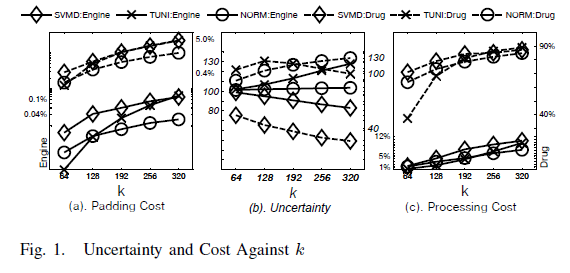 SVMD:Engine TUNI:Engine NORM:Engine SVMD:Drug TUNI:Drug NORM:Drug
5.0%
0.4%
0.1%
0.04%
Engine
64 128 192 256 320
k
(a). Padding Cost
130
100
80
130
100
40
64 128 192 256 320
k
(b). Uncertainty
12%
5%
1%
90%
40%
Drug
64 128 192 256 320
k
(c). Processing Cost
Fig. 1. Uncertainty and Cost Against k